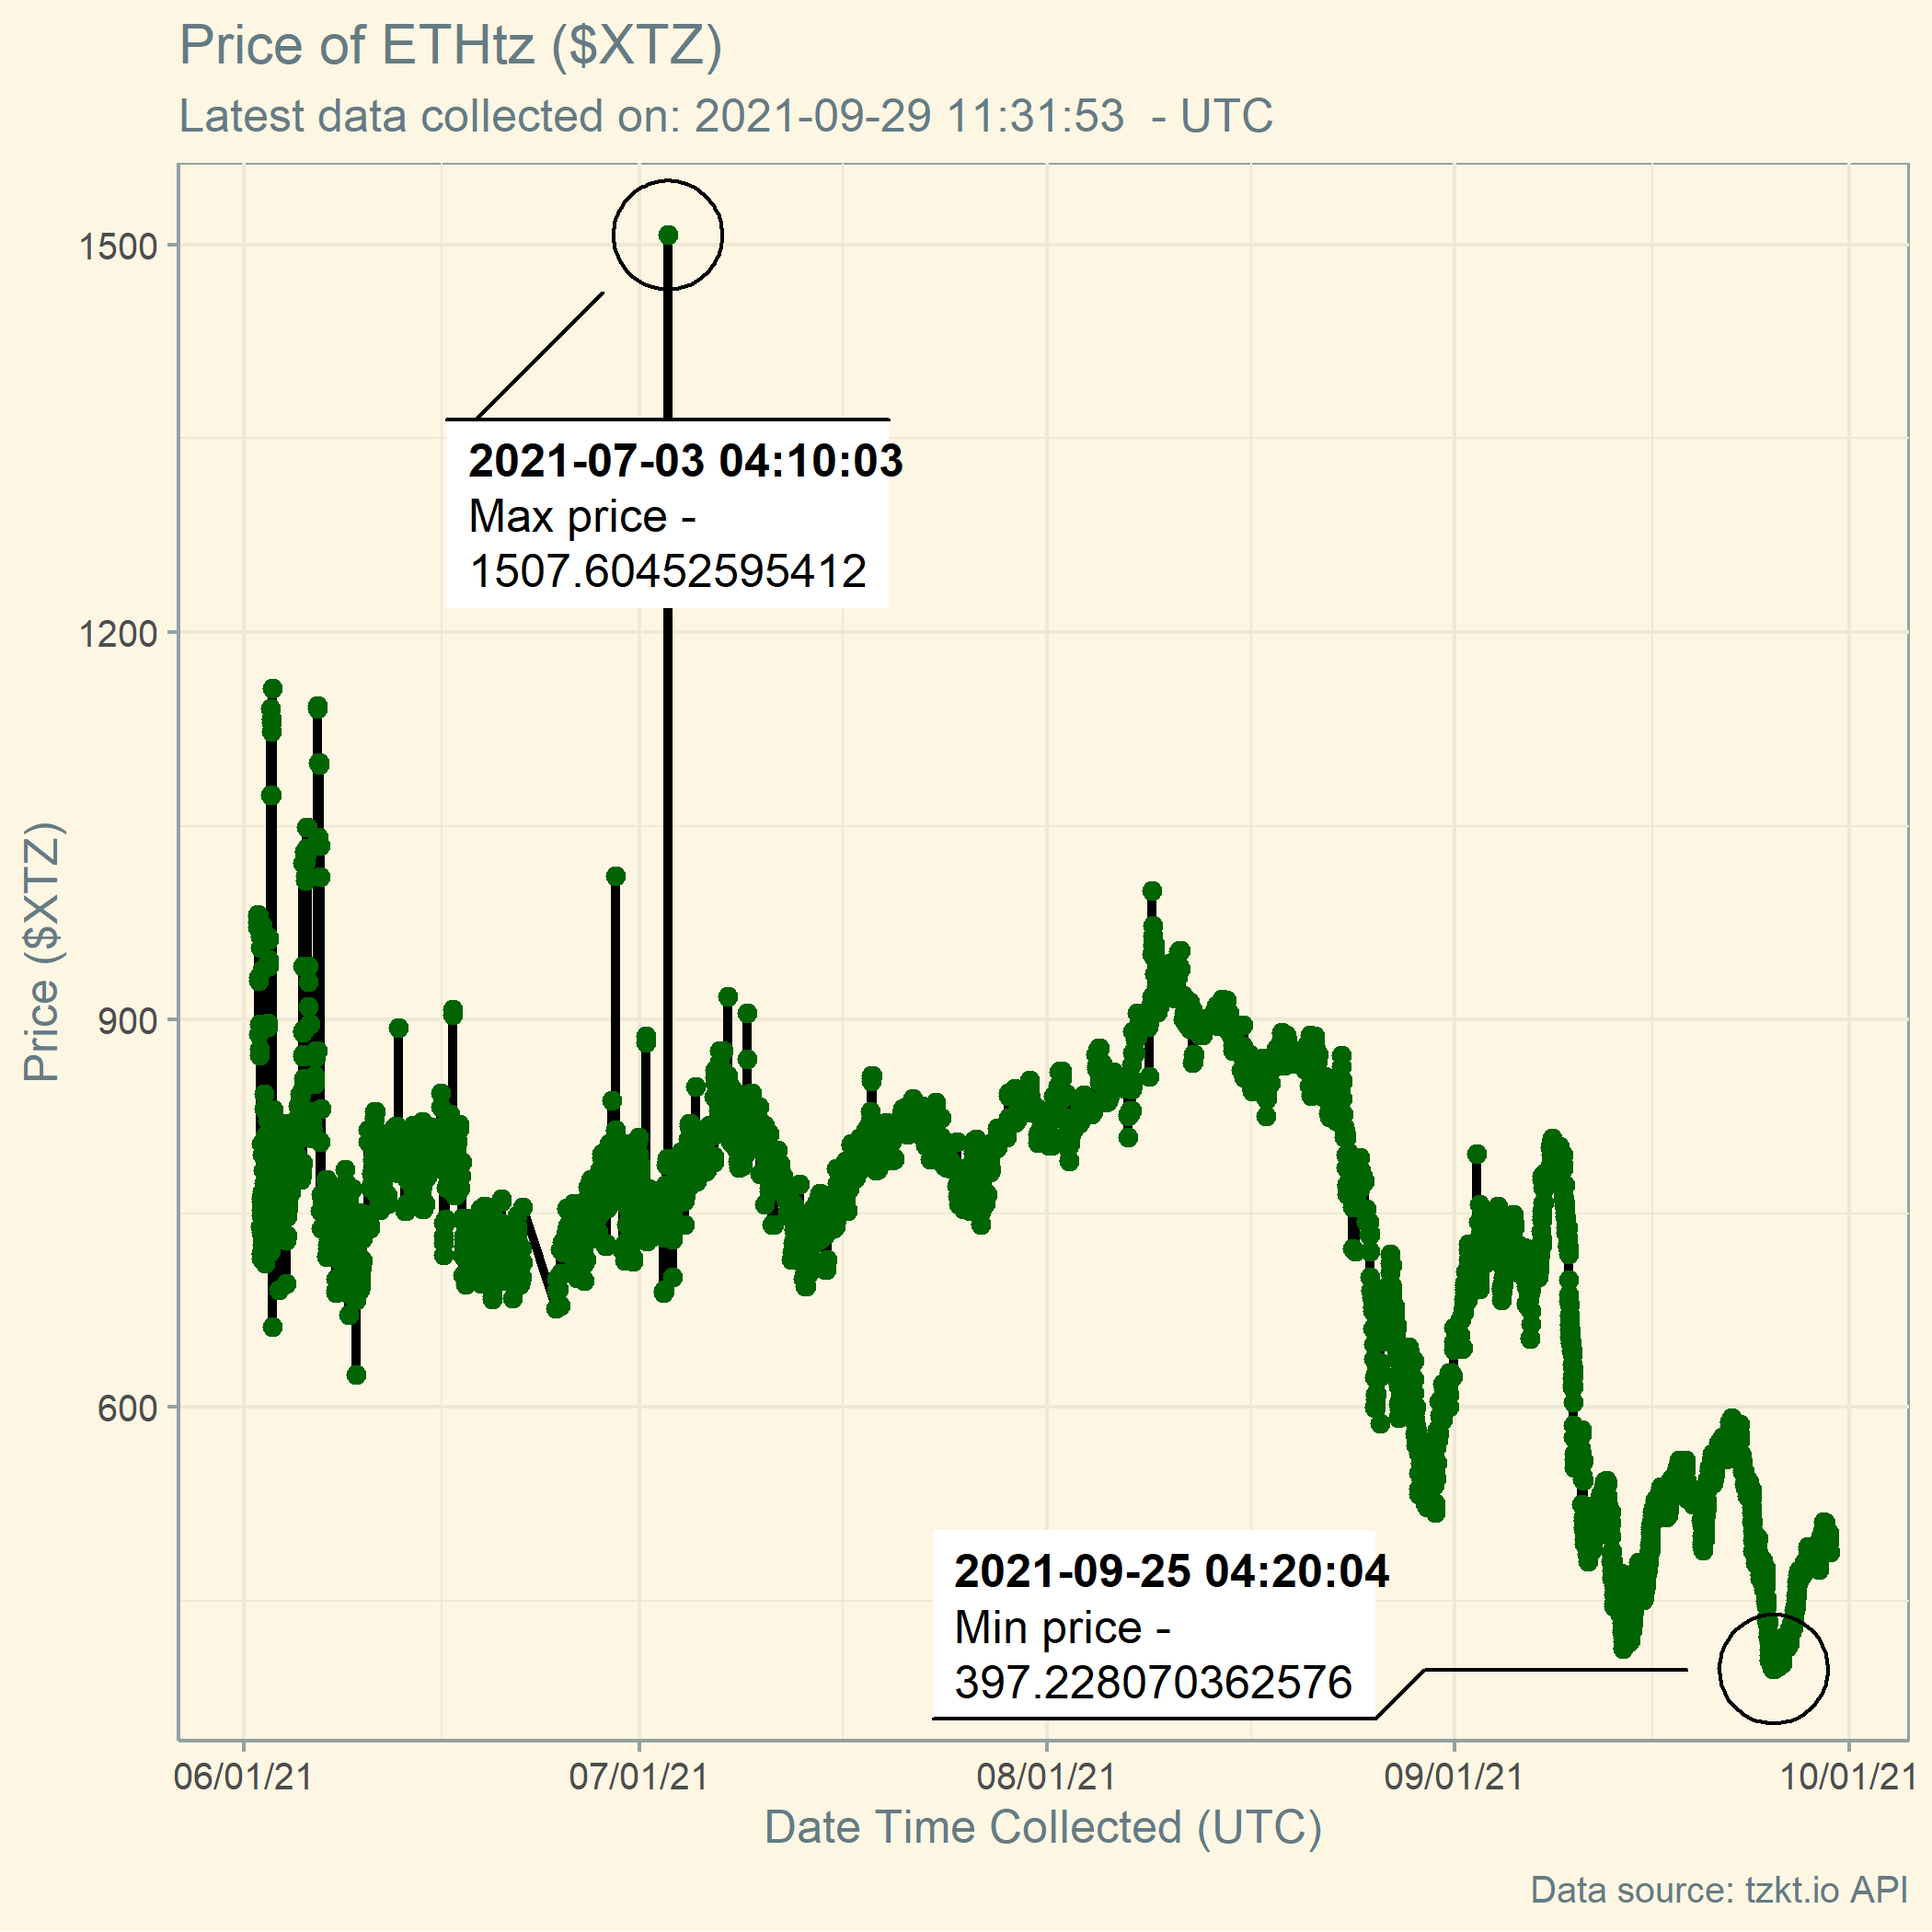 Price of ETHtz ($XTZ)
Latest data collected on: 2021-09-29 11:31:53  - UTC
1500
1200
900
600
Price ($XTZ)
2021-07-03 04:10:03
Max price -
1507.60452595412
2021-09-25 04:20:04
Min price -
397.228070362576
06/01/21
07/01/21
08/01/21
09/01/21
10/01/21
Date Time Collected (UTC)
Data source: tzkt.io API